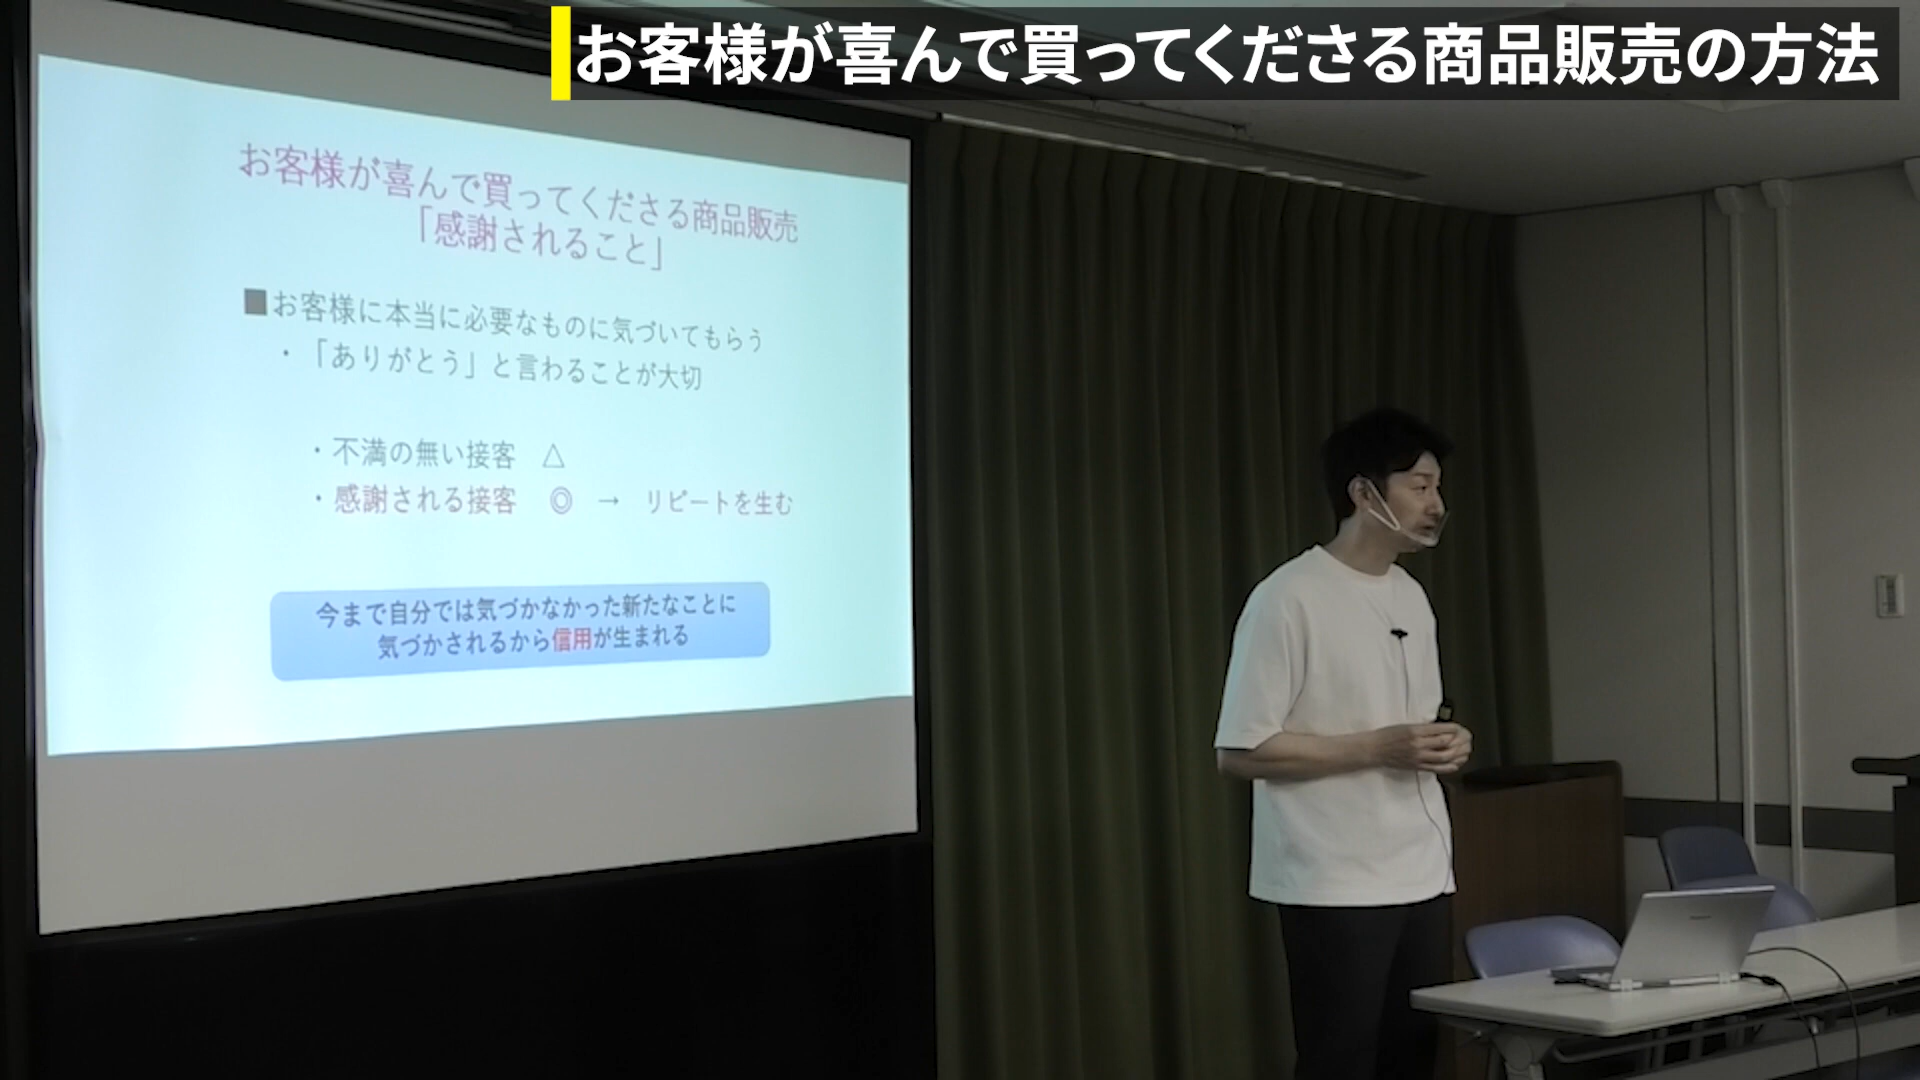 お客様が喜んで買ってくださる商品販売の方法
お客様が喜んで買ってくださる商品販売
「感謝されること」
■お客様に本当に必要なものに気づいてもらう
・「ありがとう」と言わることが大切
・不満の無い接客 △
・感謝される接客 ◎ → リピートを生む
今まで自分では気づかなかった新たなことに
気づかされるから信用が生まれる